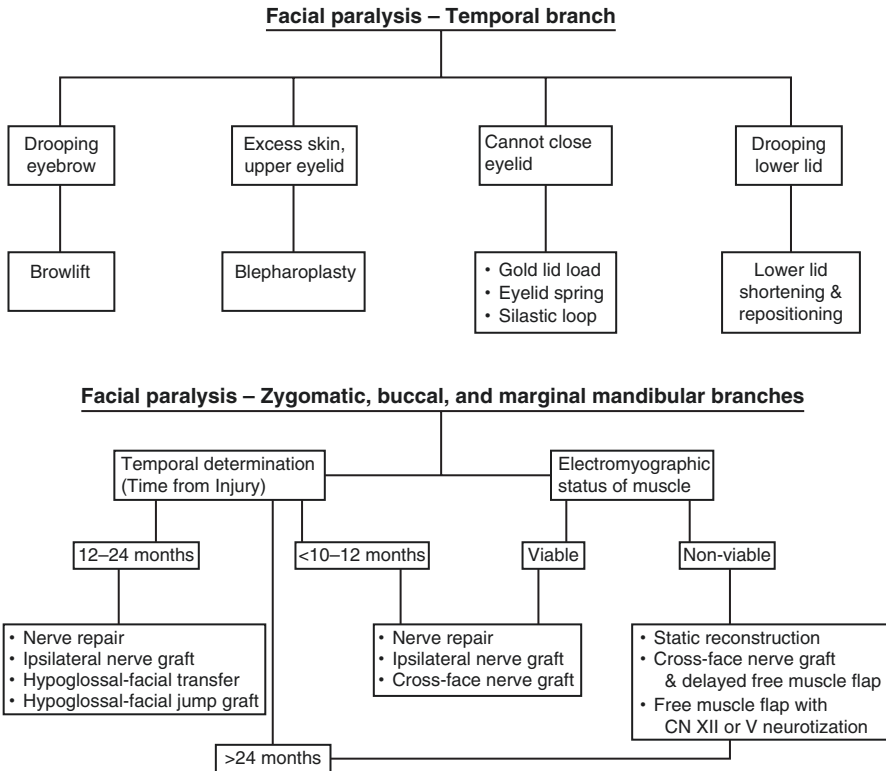 Facial paralysis – Temporal branch
Drooping
eyebrow
Excess skin,
upper eyelid
Cannot close
eyelid
Drooping
lower lid
Browlift
Blepharoplasty
• Gold lid load
• Eyelid spring
• Silastic loop
Lower lid
shortening &
repositioning
Facial paralysis – Zygomatic, buccal, and marginal mandibular branches
Temporal determination
(Time from Injury)
Electromyographic
status of muscle
12–24 months
<10–12 months
Viable
Non-viable
• Nerve repair
• Ipsilateral nerve graft
• Hypoglossal-facial transfer
• Hypoglossal-facial jump graft
• Nerve repair
• Ipsilateral nerve graft
• Cross-face nerve graft
• Static reconstruction
• Cross-face nerve graft
& delayed free muscle flap
• Free muscle flap with
CN XII or V neurotization
>24 months